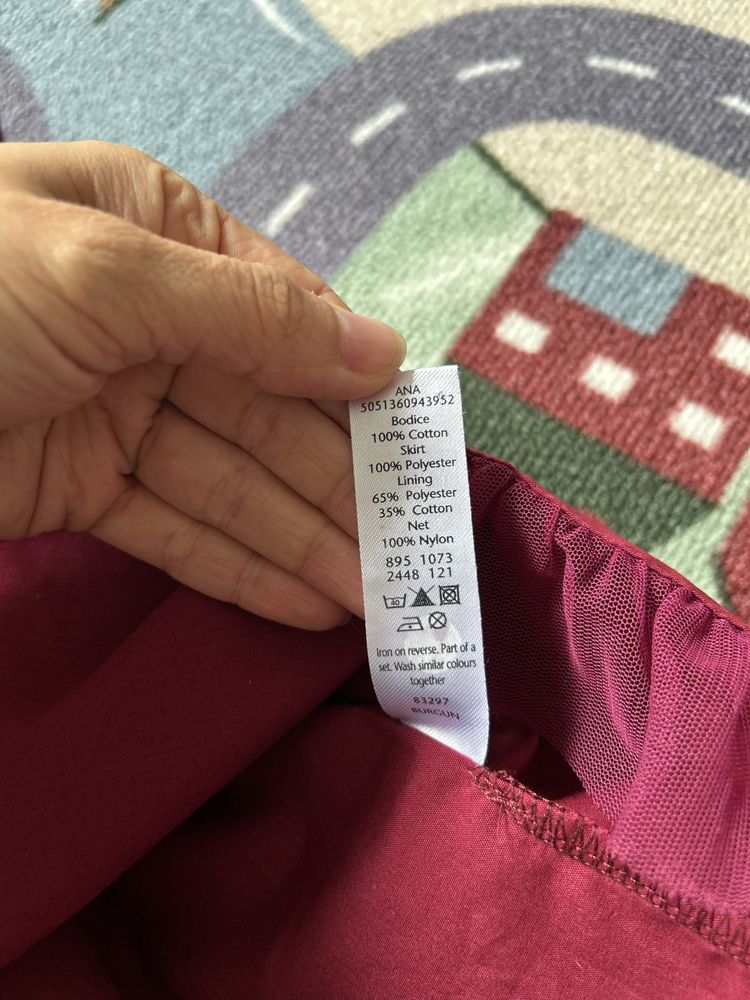 ANA
5051360943952
Bodice
100% Cotton
Skirt
100% Polyester
Lining
65% Polyester
35% Cotton
Net
100% Nylon
895 1073
2448 121
40
Iron on reverse. Part of a
set. Wash similar colours
together
83297
BURGUN